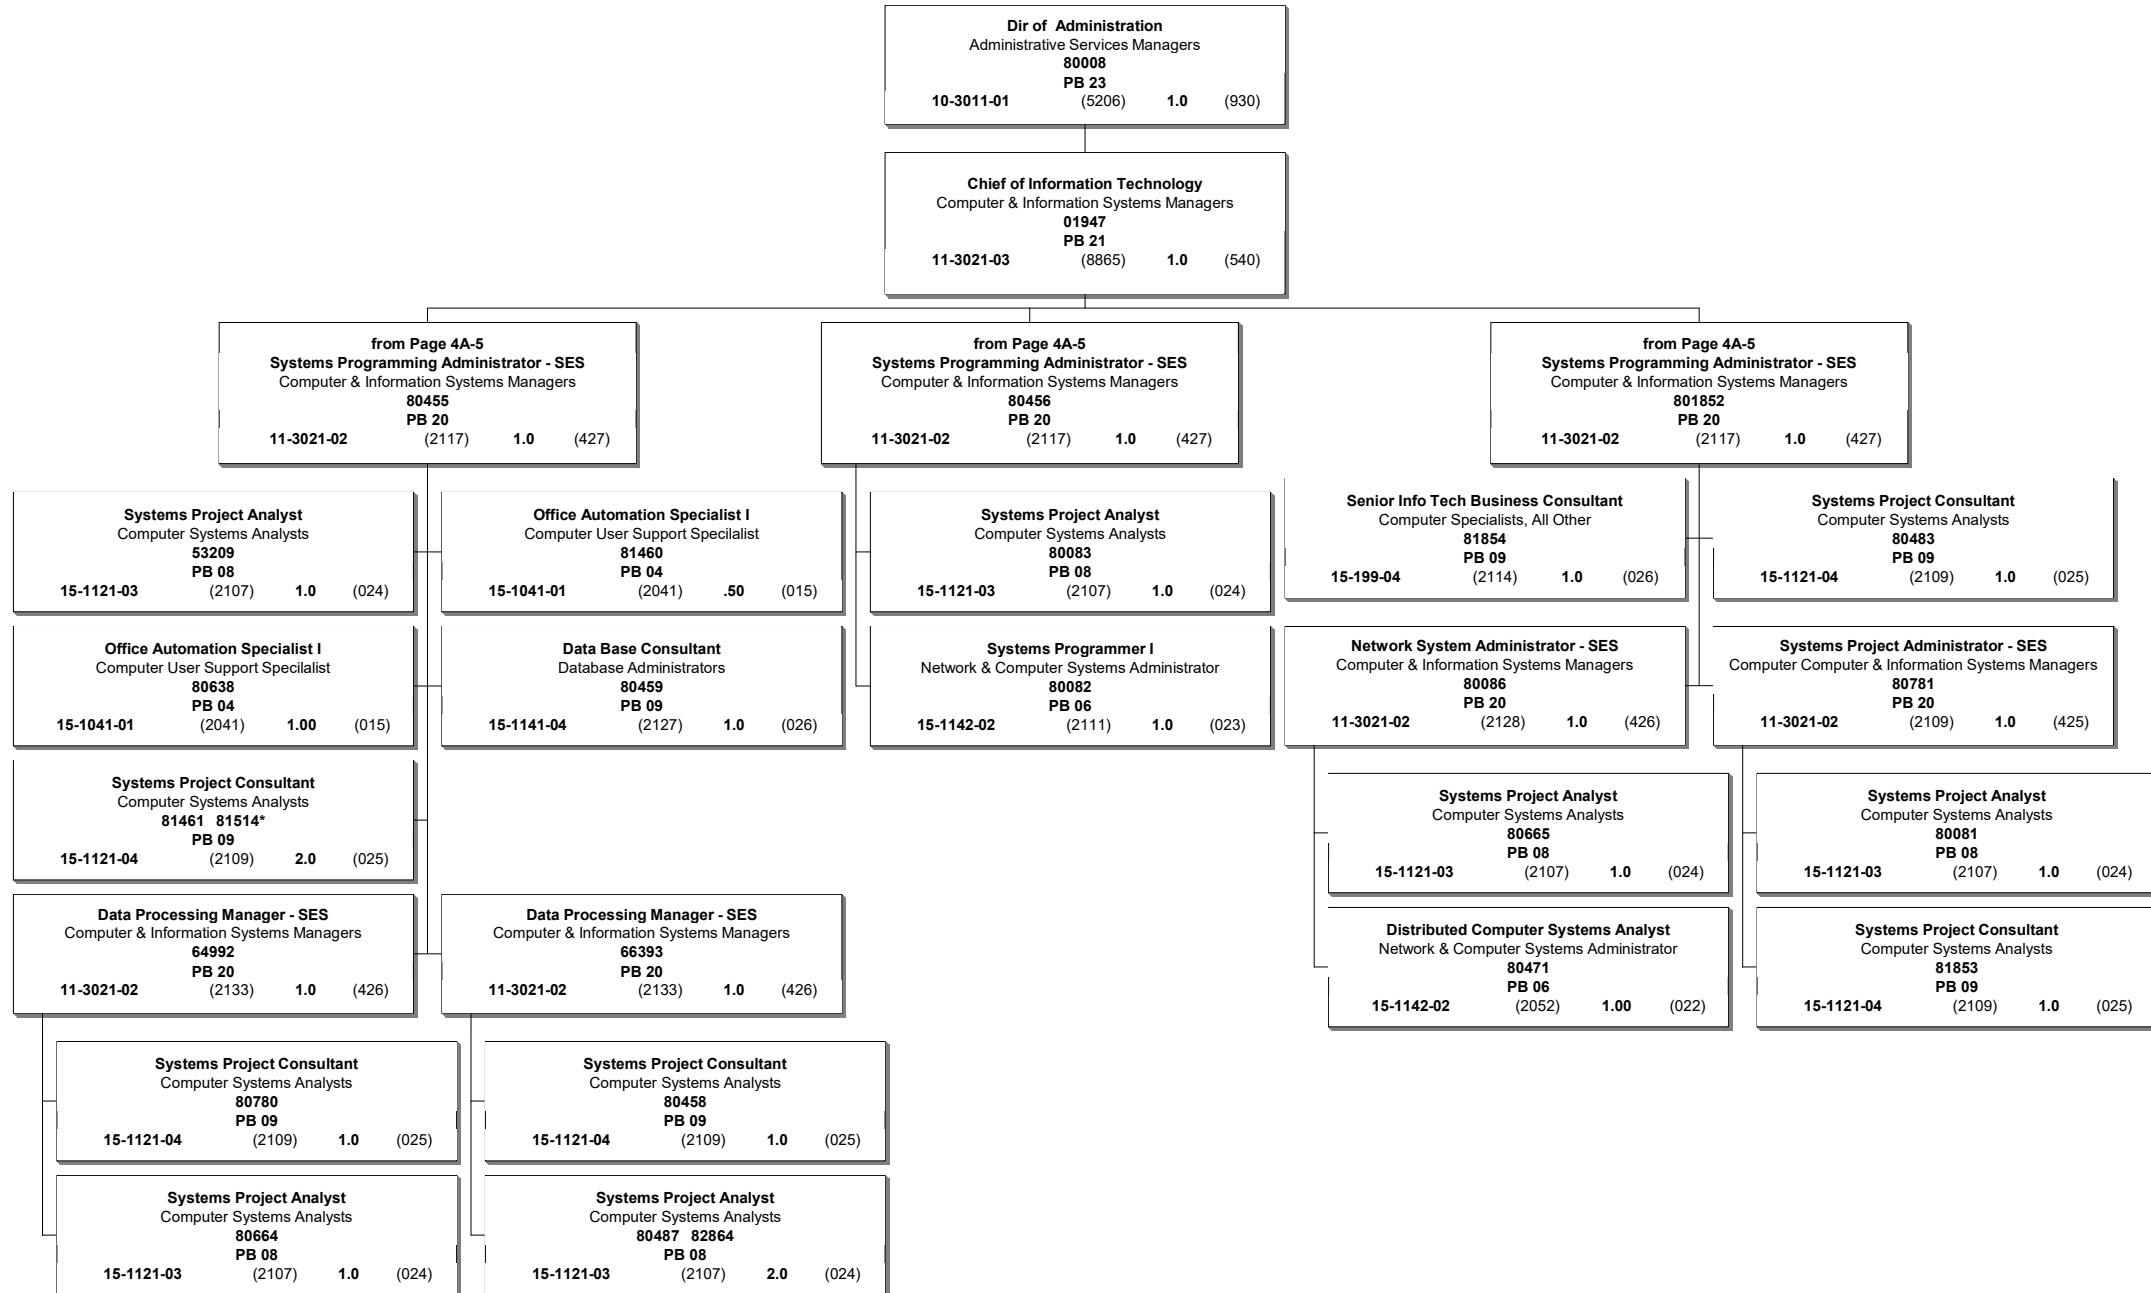 Dir of Administration
Administrative Services Managers
80008
PB 23
10-3011-01 (5206) 1.0 (930)
Chief of Information Technology
Computer & Information Systems Managers
01947
PB 21
11-3021-03 (8865) 1.0 (540)
from Page 4A-5
Systems Programming Administrator - SES
Computer & Information Systems Managers
80455
PB 20
11-3021-02 (2117) 1.0 (427)
from Page 4A-5
Systems Programming Administrator - SES
Computer & Information Systems Managers
80456
PB 20
11-3021-02 (2117) 1.0 (427)
from Page 4A-5
Systems Programming Administrator - SES
Computer & Information Systems Managers
801852
PB 20
11-3021-02 (2117) 1.0 (427)
Systems Project Analyst
Computer Systems Analysts
53209
PB 08
15-1121-03 (2107) 1.0 (024)
Office Automation Specialist I
Computer User Support Specilalist
81460
PB 04
15-1041-01 (2041) .50 (015)
Systems Project Analyst
Computer Systems Analysts
80083
PB 08
15-1121-03 (2107) 1.0 (024)
Senior Info Tech Business Consultant
Computer Specialists, All Other
81854
PB 09
15-199-04 (2114) 1.0 (026)
Systems Project Consultant
Computer Systems Analysts
80483
PB 09
15-1121-04 (2109) 1.0 (025)
Office Automation Specialist I
Computer User Support Specilalist
80638
PB 04
15-1041-01 (2041) 1.00 (015)
Data Base Consultant
Database Administrators
80459
PB 09
15-1141-04 (2127) 1.0 (026)
Systems Programmer I
Network & Computer Systems Administrator
80082
PB 06
15-1142-02 (2111) 1.0 (023)
Network System Administrator - SES
Computer & Information Systems Managers
80086
PB 20
11-3021-02 (2128) 1.0 (426)
Systems Project Administrator - SES
Computer Computer & Information Systems Managers
80781
PB 20
11-3021-02 (2109) 1.0 (425)
Systems Project Consultant
Computer Systems Analysts
81461 81514*
PB 09
15-1121-04 (2109) 2.0 (025)
Systems Project Analyst
Computer Systems Analysts
80665
PB 08
15-1121-03 (2107) 1.0 (024)
Systems Project Analyst
Computer Systems Analysts
80081
PB 08
15-1121-03 (2107) 1.0 (024)
Data Processing Manager - SES
Computer & Information Systems Managers
64992
PB 20
11-3021-02 (2133) 1.0 (426)
Data Processing Manager - SES
Computer & Information Systems Managers
66393
PB 20
11-3021-02 (2133) 1.0 (426)
Distributed Computer Systems Analyst
Network & Computer Systems Administrator
80471
PB 06
15-1142-02 (2052) 1.00 (022)
Systems Project Consultant
Computer Systems Analysts
81853
PB 09
15-1121-04 (2109) 1.0 (025)
Systems Project Consultant
Computer Systems Analysts
80780
PB 09
15-1121-04 (2109) 1.0 (025)
Systems Project Consultant
Computer Systems Analysts
80458
PB 09
15-1121-04 (2109) 1.0 (025)
Systems Project Analyst
Computer Systems Analysts
80664
PB 08
15-1121-03 (2107) 1.0 (024)
Systems Project Analyst
Computer Systems Analysts
80487 82864
PB 08
15-1121-03 (2107) 2.0 (024)